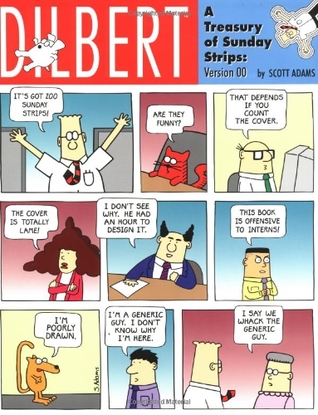 DILBERT
A
Treasury
of Sunday
Strips:
Version 00
by SCOTT ADAMS
IT'S GOT 200
SUNDAY
STRIPS!
ARE THEY
FUNNY?
THAT DEPENDS
IF YOU
COUNT
THE COVER.
THE COVER
IS TOTALLY
LAME!
I DON'T SEE
WHY. HE HAD
AN HOUR TO
DESIGN IT.
THIS BOOK
IS OFFENSIVE
TO INTERNS!
I'M
POORLY
DRAWN.
S.Adams
I'M A GENERIC
GUY. I DON'T
KNOW WHY
I'M HERE.
I SAY WE
WHACK THE
GENERIC
GUY.